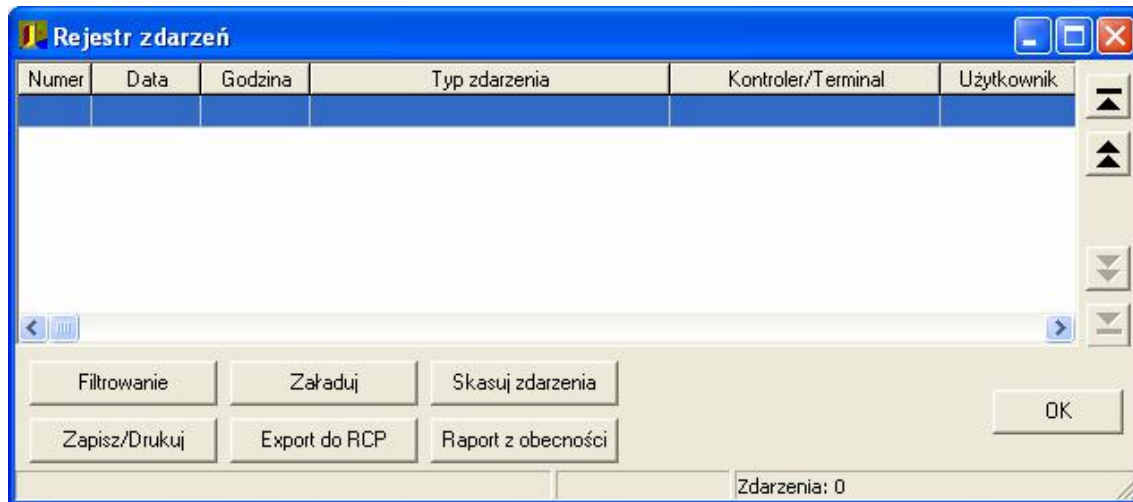 Rejestr zdarzeń
Numer Data Godzina Typ zdarzenia Kontroler/Terminal Użytkownik
Filtrowanie Załaduj Skasuj zdarzenia
OK
Zapisz/Drukuj Export do RCP Raport z obecności
Zdarzenia: 0